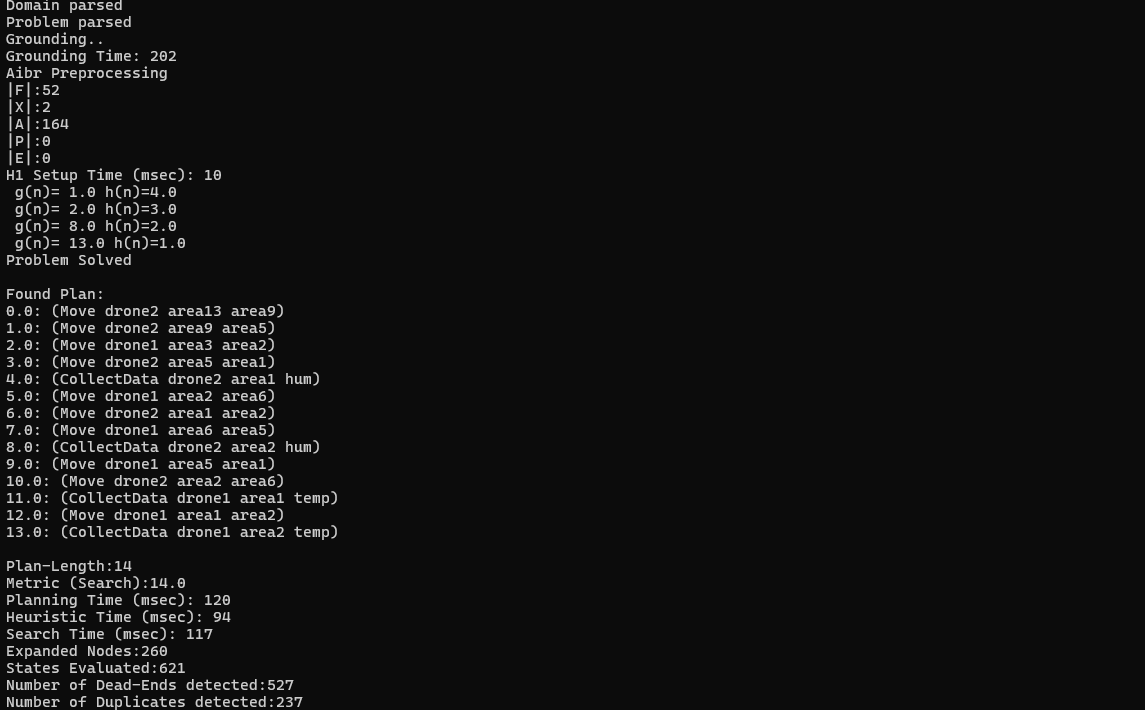 Domain parsed
Problem parsed
Grounding..
Grounding Time: 202
Aibr Preprocessing
|F|:52
|X|:2
|A|:164
|P|:0
|E|:0
H1 Setup Time (msec): 10
g(n)= 1.0 h(n)=4.0
g(n)= 2.0 h(n)=3.0
g(n)= 8.0 h(n)=2.0
g(n)= 13.0 h(n)=1.0
Problem Solved
Found Plan:
0.0: (Move drone2 area13 area9)
1.0: (Move drone2 area9 area5)
2.0: (Move drone1 area3 area2)
3.0: (Move drone2 area5 area1)
4.0: (CollectData drone2 area1 hum)
5.0: (Move drone1 area2 area6)
6.0: (Move drone2 area1 area2)
7.0: (Move drone1 area6 area5)
8.0: (CollectData drone2 area2 hum)
9.0: (Move drone1 area5 area1)
10.0: (Move drone2 area2 area6)
11.0: (CollectData drone1 area1 temp)
12.0: (Move drone1 area1 area2)
13.0: (CollectData drone1 area2 temp)
Plan-Length:14
Metric (Search):14.0
Planning Time (msec): 120
Heuristic Time (msec): 94
Search Time (msec): 117
Expanded Nodes:260
States Evaluated:621
Number of Dead-Ends detected:527
Number of Duplicates detected:237